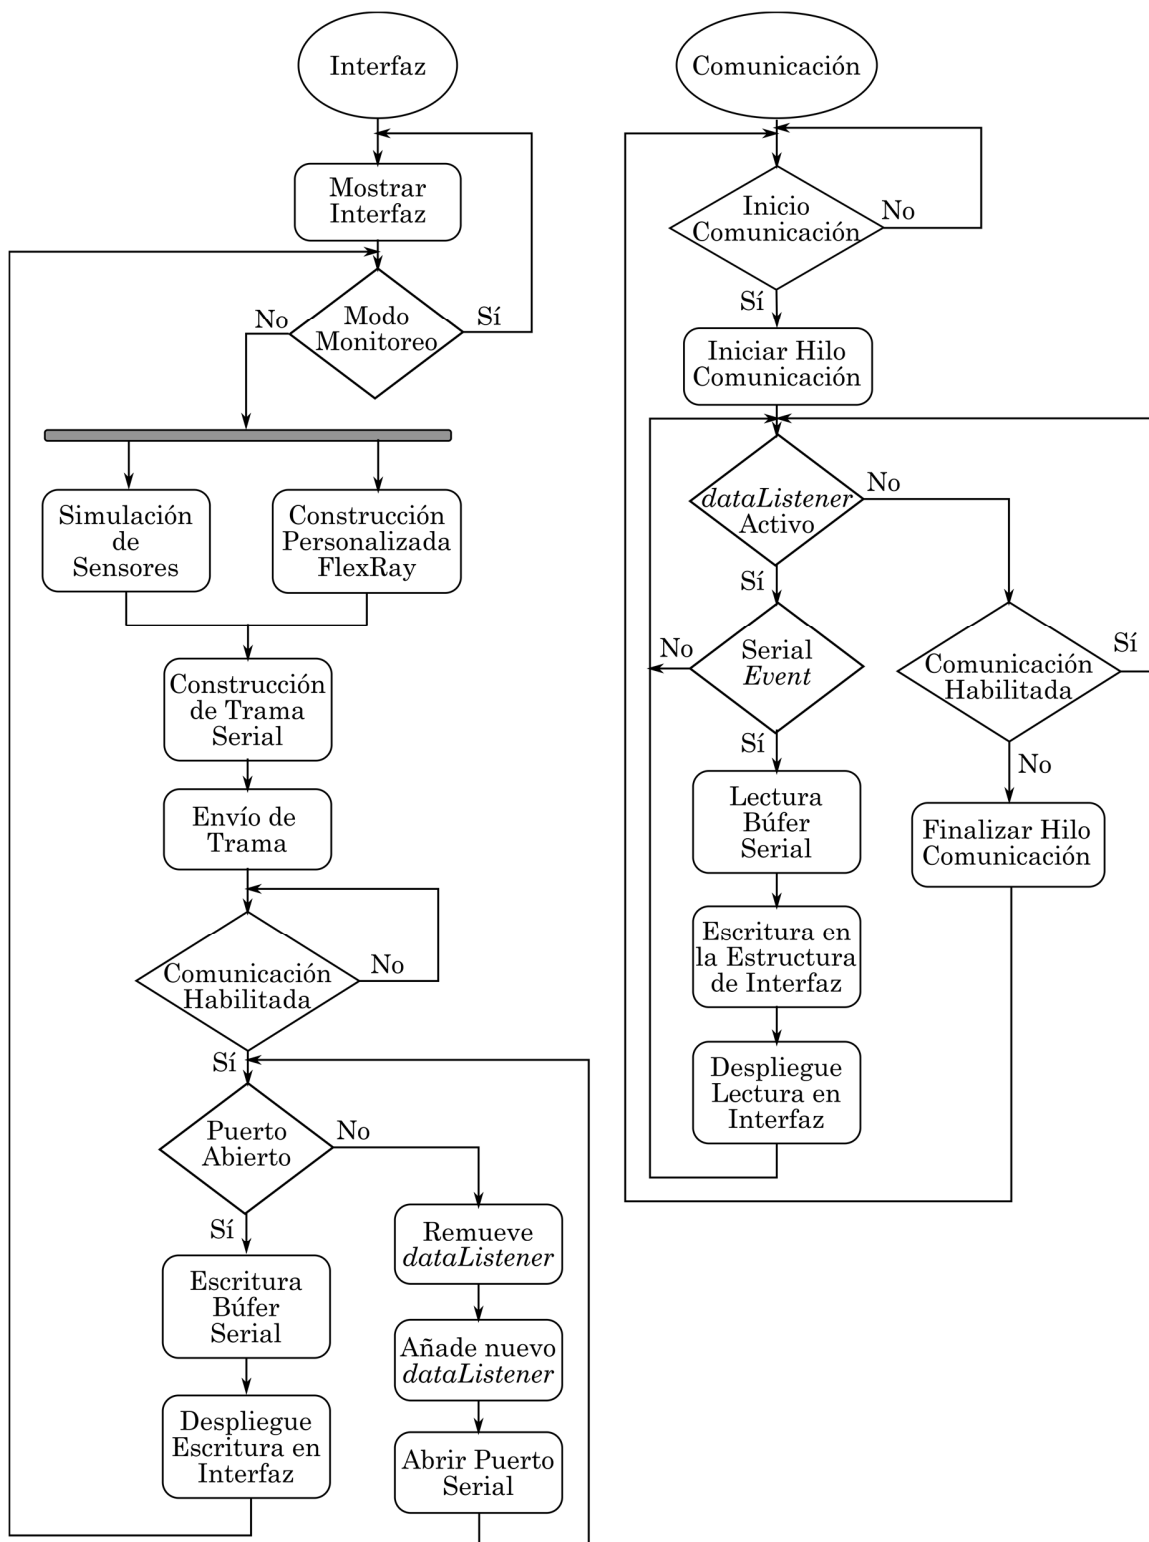 Interfaz
Mostrar
Interfaz
Modo
Monitoreo
No
Sí
Simulación
de
Sensores
Construcción
Personalizada
FlexRay
Construcción
de Trama
Serial
Envío de
Trama
Comunicación
Habilitada
No
Sí
Puerto
Abierto
No
Sí
Escritura
Búfer
Serial
Despliegue
Escritura en
Interfaz
Remueve
dataListener
Añade nuevo
dataListener
Abrir Puerto
Serial
Comunicación
Inicio
Comunicación
No
Sí
Iniciar Hilo
Comunicación
dataListener
Activo
No
Sí
Serial
Event
No
Sí
Lectura
Búfer
Serial
Escritura en
la Estructura
de Interfaz
Despliegue
Lectura en
Interfaz
Comunicación
Habilitada
Sí
No
Finalizar Hilo
Comunicación